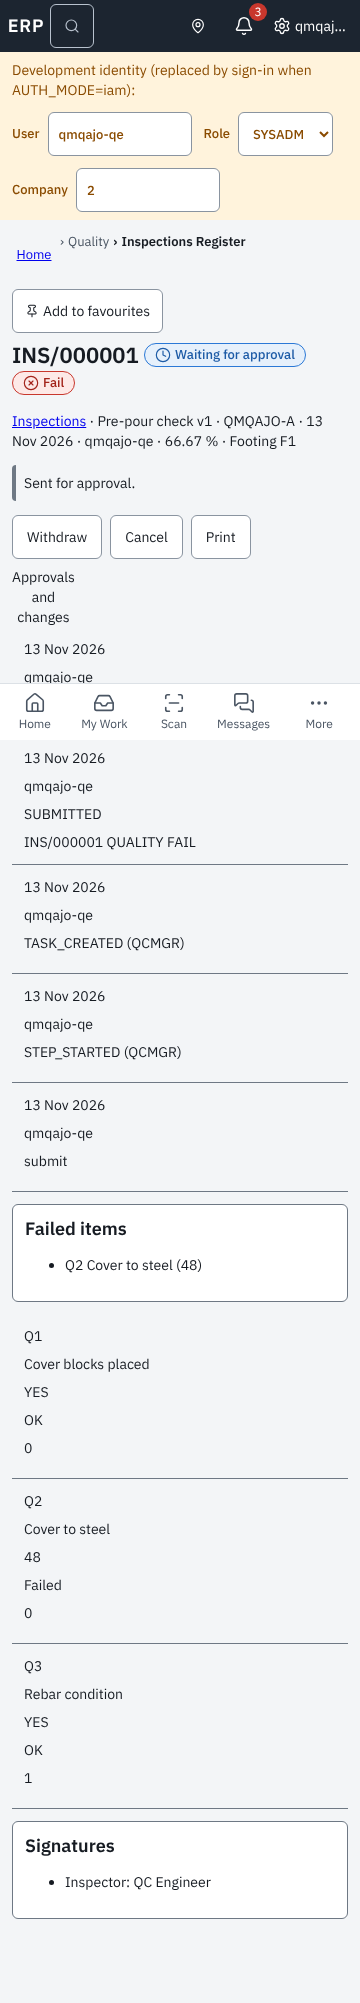 ERP
3
qmqaj...
Development identity (replaced by sign-in when
AUTH_MODE=iam):
User qmqajo-qe Role SYSADM
Company 2
Home › Quality › Inspections Register
Add to favourites
INS/000001 Waiting for approval
Fail
Inspections · Pre-pour check v1 · QMQAJO-A · 13
Nov 2026 · qmqajo-qe · 66.67 % · Footing F1
Sent for approval.
Withdraw Cancel Print
Approvals
and
changes
13 Nov 2026
qmqajo-qe
Home My Work Scan Messages More
13 Nov 2026
qmqajo-qe
SUBMITTED
INS/000001 QUALITY FAIL
13 Nov 2026
qmqajo-qe
TASK_CREATED (QCMGR)
13 Nov 2026
qmqajo-qe
STEP_STARTED (QCMGR)
13 Nov 2026
qmqajo-qe
submit
Failed items
• Q2 Cover to steel (48)
Q1
Cover blocks placed
YES
OK
0
Q2
Cover to steel
48
Failed
0
Q3
Rebar condition
YES
OK
1
Signatures
• Inspector: QC Engineer